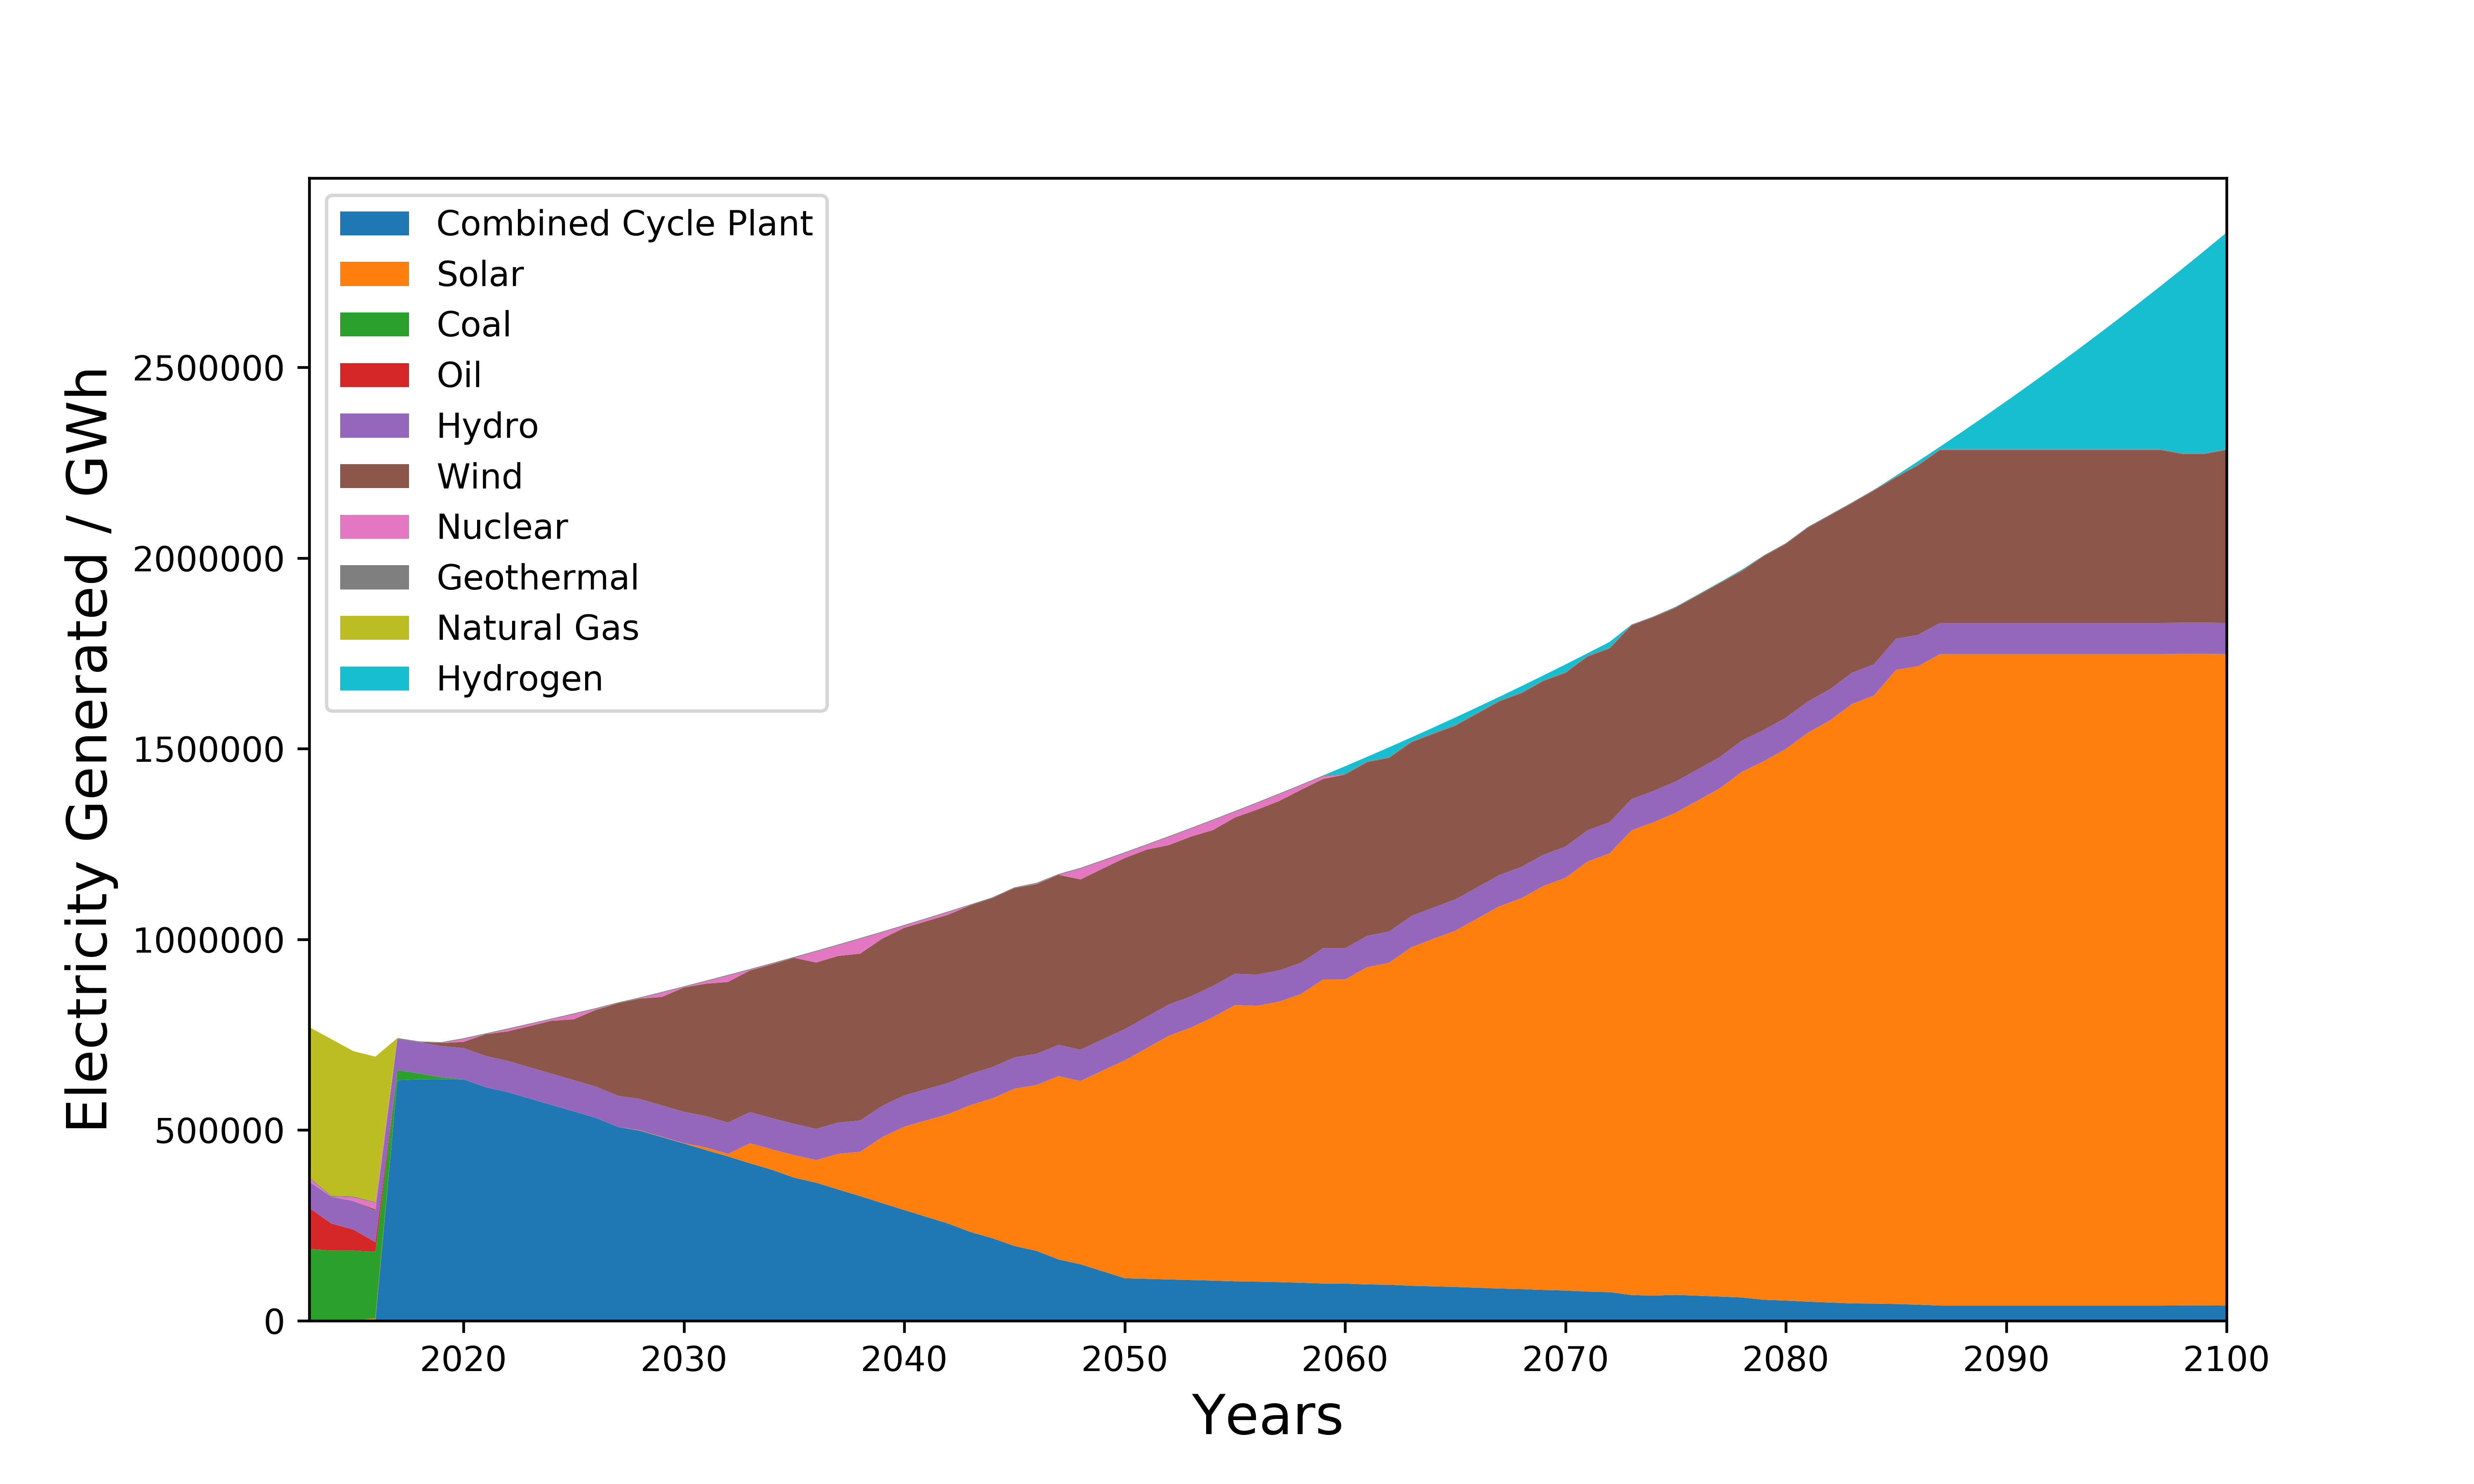 Combined Cycle Plant
Solar
Coal
Oil
Hydro
Wind
Nuclear
Geothermal
Natural Gas
Hydrogen
Electricity Generated / GWh
2500000
2000000
1500000
1000000
500000
0
2020 2030 2040 2050 2060 2070 2080 2090 2100
Years